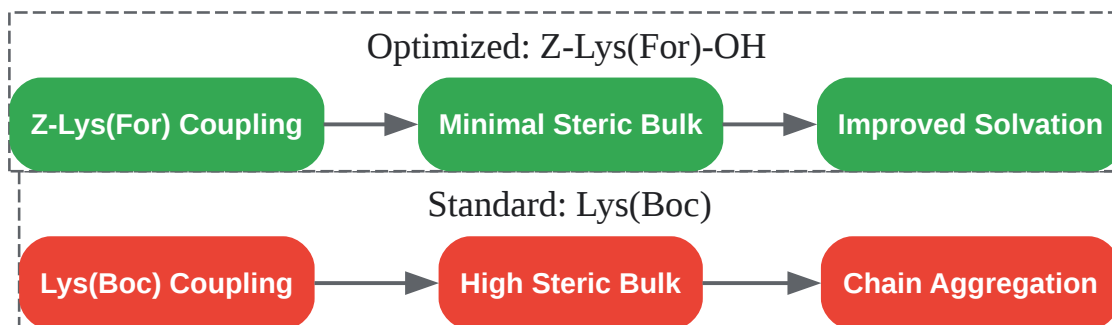 Optimized: Z-Lys(For)-OH
Z-Lys(For) Coupling
Minimal Steric Bulk
Improved Solvation
Standard: Lys(Boc)
Lys(Boc) Coupling
High Steric Bulk
Chain Aggregation